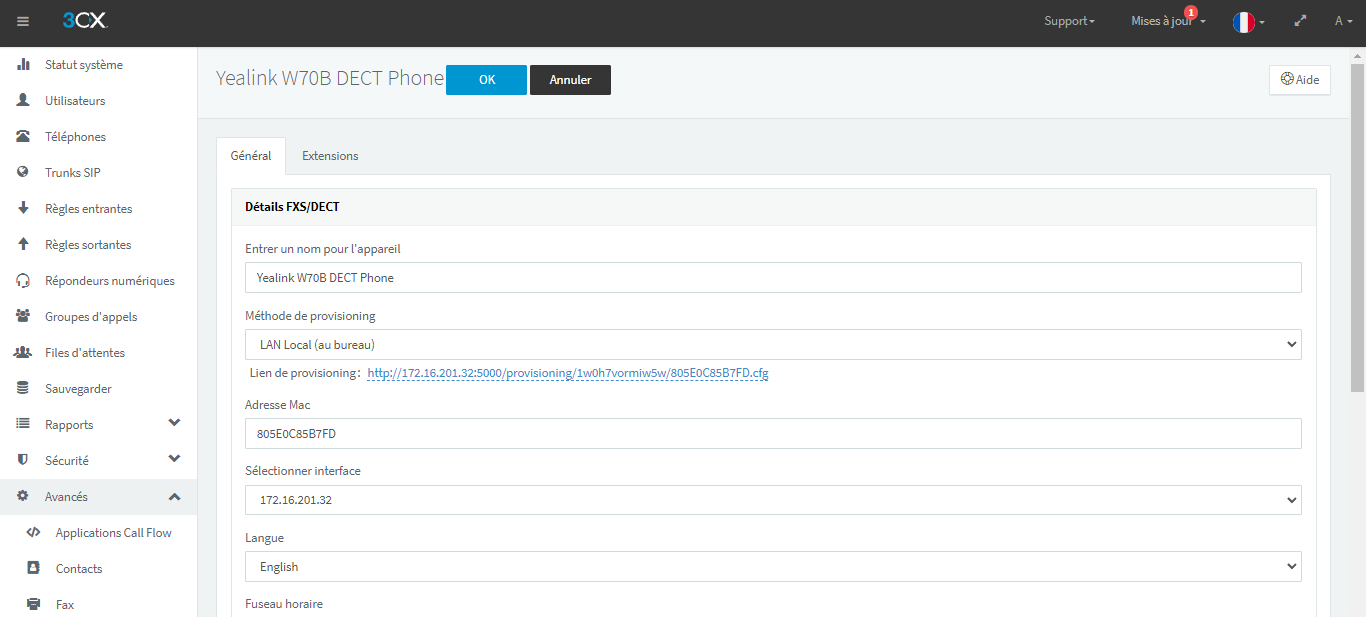 3CX
Support
Mises à jour
1
A
Statut système
Utilisateurs
Téléphones
Trunks SIP
Règles entrantes
Règles sortantes
Répondeurs numériques
Groupes d'appels
Files d'attentes
Sauvegarder
Rapports
Sécurité
Avancés
Applications Call Flow
Contacts
Fax
Yealink W70B DECT Phone
OK
Annuler
Aide
Général
Extensions
Détails FXS/DECT
Entrer un nom pour l'appareil
Yealink W70B DECT Phone
Méthode de provisioning
LAN Local (au bureau)
Lien de provisioning: http://172.16.201.32:5000/provisioning/1w0h7vormiw5w/805E0C85B7FD.cfg
Adresse Mac
805E0C85B7FD
Sélectionner interface
172.16.201.32
Langue
English
Fuseau horaire